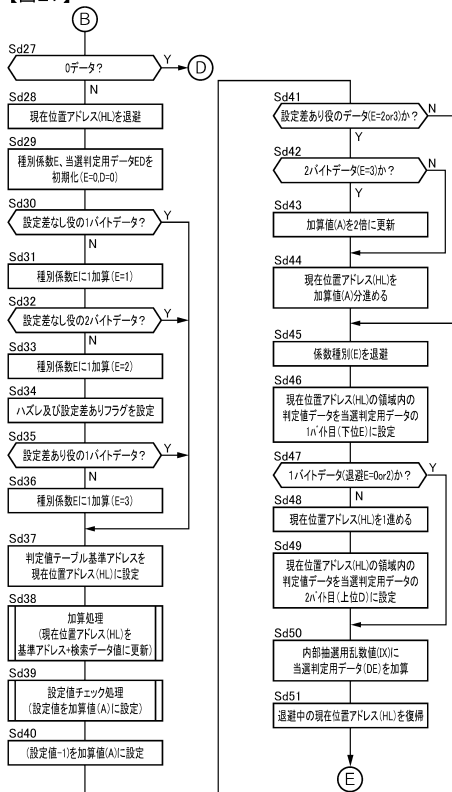 B
Sd27
0データ?
Y
D
N
Sd28
現在位置アドレス(HL)を退避
Sd29
種別係数E、当選判定用データEDを
初期化(E=0,D=0)
Sd30
設定差なし役の1バイトデータ?
Y
N
Sd31
種別係数Eに1加算(E=1)
Sd32
設定差なし役の2バイトデータ?
Y
N
Sd33
種別係数Eに1加算(E=2)
Sd34
ハズレ及び設定差ありフラグを設定
Sd35
設定差あり役の1バイトデータ?
Y
N
Sd36
種別係数Eに1加算(E=3)
Sd37
判定値テーブル基準アドレスを
現在位置アドレス(HL)に設定
Sd38
加算処理
(現在位置アドレス(HL)を
基準アドレス+検索データ値に更新)
Sd39
設定値チェック処理
(設定値を加算値(A)に設定)
Sd40
(設定値-1)を加算値(A)に設定
Sd41
設定差あり役のデータ(E=2or3)か?
N
Y
Sd42
2バイトデータ(E=3)か?
N
Y
Sd43
加算値(A)を2倍に更新
Sd44
現在位置アドレス(HL)を
加算値(A)分進める
Sd45
係数種別(E)を退避
Sd46
現在位置アドレス(HL)の領域内の
判定値データを当選判定用データの
1バイト目(下位E)に設定
Sd47
1バイトデータ(退避E=0or2)か?
Y
N
Sd48
現在位置アドレス(HL)を1進める
Sd49
現在位置アドレス(HL)の領域内の
判定値データを当選判定用データの
2バイト目(上位D)に設定
Sd50
内部抽選用乱数値(IX)に
当選判定用データ(DE)を加算
Sd51
退避中の現在位置アドレス(HL)を復帰
E